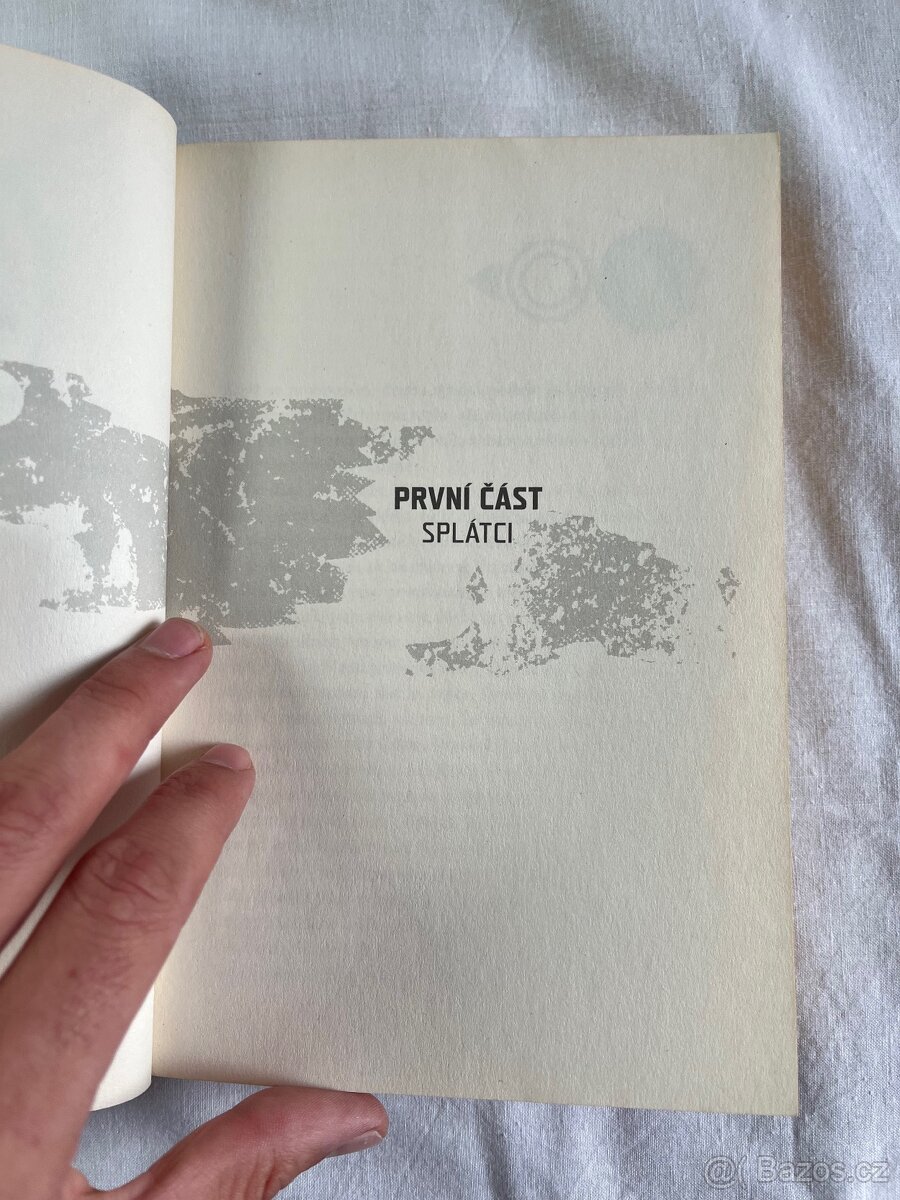 PRVNÍ ČÁST
SPLÁTCI
@ Bazos.cz